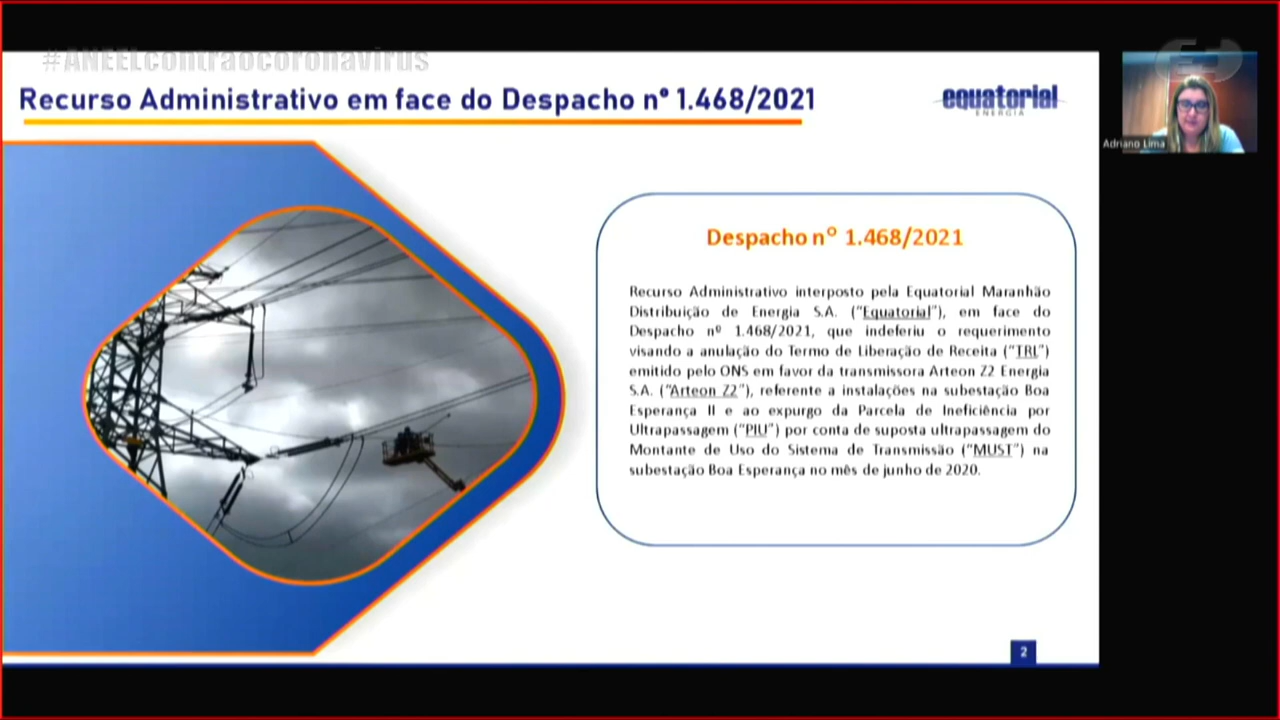 #ANEELcontraocoronavirus
Recurso Administrativo em face do Despacho n° 1.468/2021
equatorial
ENERGIA
Adriano Lima
Despacho nº 1.468/2021
Recurso Administrativo interposto pela Equatorial Maranhão
Distribuição de Energia S.A. ("Equatorial"), em face do
Despacho nº 1.468/2021, que indeferiu o requerimento
visando a anulação do Termo de Liberação de Receita ("TRL")
emitido pelo ONS em favor da transmissora Arteon Z2 Energia
S.A. ("Arteon Z2"), referente a instalações na subestação Boa
Esperança II e ao expurgo da Parcela de Ineficiência por
Ultrapassagem ("PIU") por conta de suposta ultrapassagem do
Montante de Uso do Sistema de Transmissão ("MUST") na
subestação Boa Esperança no mês de junho de 2020.
2